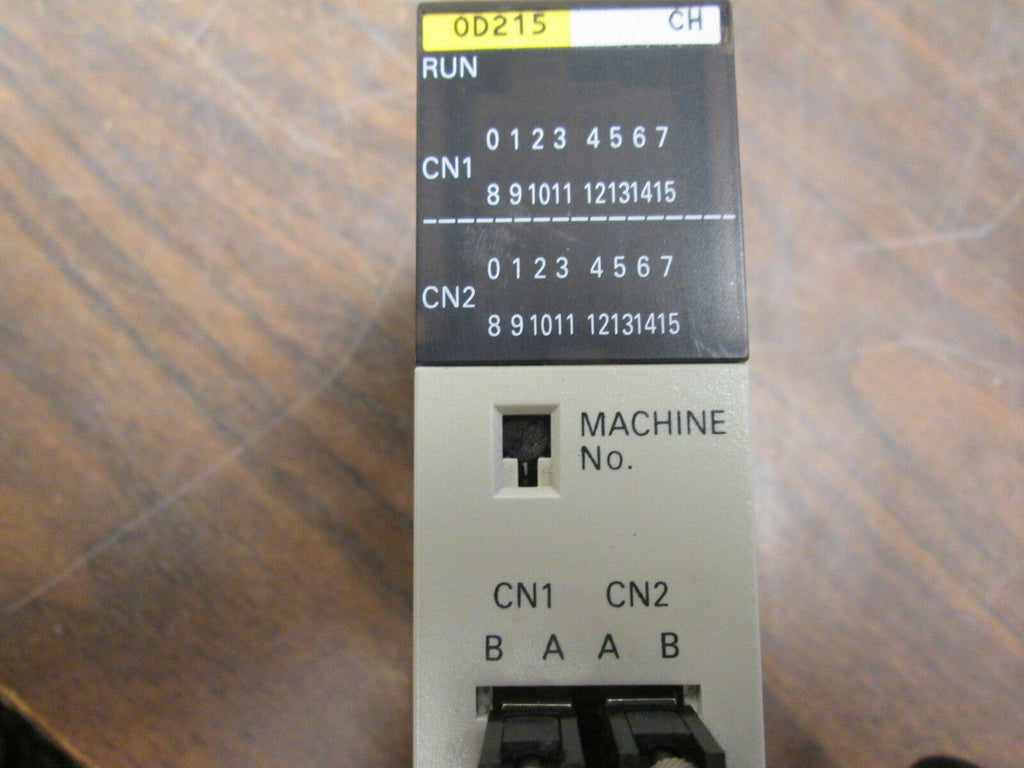 OD215 CH
RUN
0 1 2 3 4 5 6 7
CN1
8 9 10 11 12 13 14 15
0 1 2 3 4 5 6 7
CN2
8 9 10 11 12 13 14 15
MACHINE
No.
1
CN1 CN2
B A A B